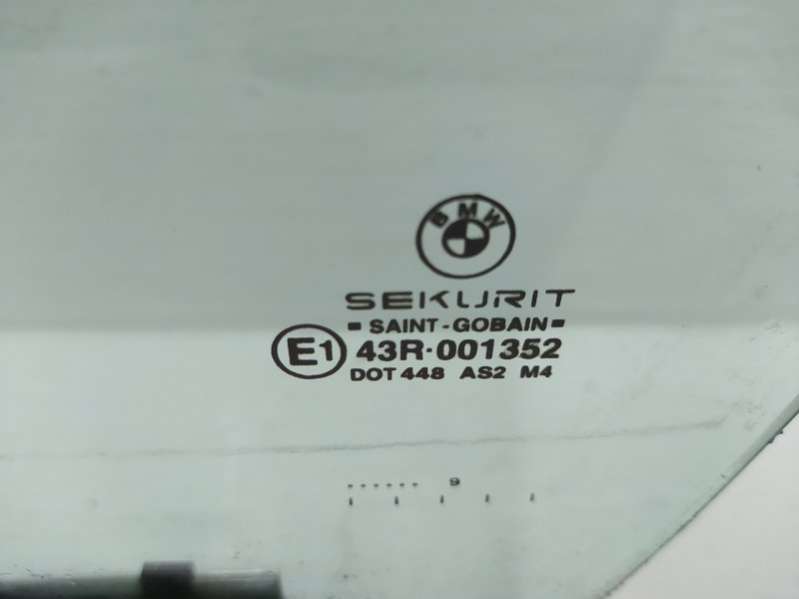 BMW
SEKURIT
SAINT-GOBAIN
E1 43R-001352
DOT 448 AS2 M4
9